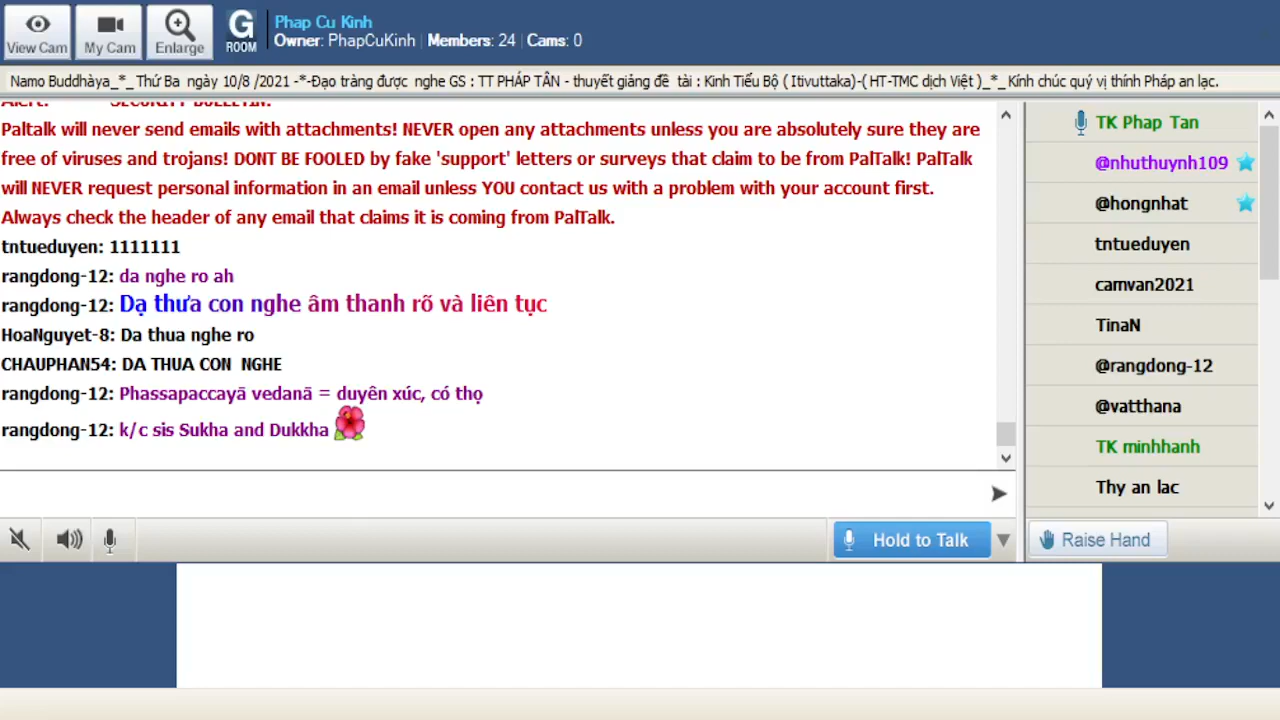 View Cam
My Cam
Enlarge
G
ROOM
Phap Cu Kinh
Owner: PhapCuKinh | Members: 24 | Cams: 0
Namo Buddhàya_*_ Thứ Ba ngày 10/8 /2021 -*-Đạo tràng được nghe GS : TT PHÁP TÂN - thuyết giảng đề tài : Kinh Tiểu Bộ ( Itivuttaka)-( HT-TMC dịch Việt )_*_ Kính chúc quý vị thính Pháp an lạc.
Alert: SECURITY BULLETIN:
Paltalk will never send emails with attachments! NEVER open any attachments unless you are absolutely sure they are
free of viruses and trojans! DONT BE FOOLED by fake 'support' letters or surveys that claim to be from PalTalk! PalTalk
will NEVER request personal information in an email unless YOU contact us with a problem with your account first.
Always check the header of any email that claims it is coming from PalTalk.
tntueduyen: 1111111
rangdong-12: da nghe ro ah
rangdong-12: Dạ thưa con nghe âm thanh rõ và liên tục
HoaNguyet-8: Da thua nghe ro
CHAUPHAN54: DA THUA CON NGHE
rangdong-12: Phassapaccayā vedanā = duyên xúc, có thọ
rangdong-12: k/c sis Sukha and Dukkha
TK Phap Tan
@nhuthuynh109
@hongnhat
tntueduyen
camvan2021
TinaN
@rangdong-12
@vatthana
TK minhhanh
Thy an lac
Hold to Talk
Raise Hand